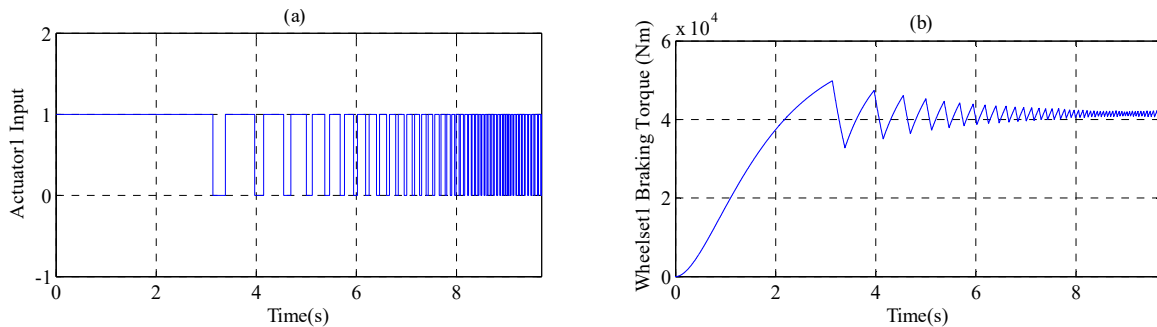 (a)
2
1
0
-1
0 2 4 6 8
Actuator1 Input
Time(s)
(b)
x 10^4
6
4
2
0
0 2 4 6 8
Wheelset1 Braking Torque (Nm)
Time(s)